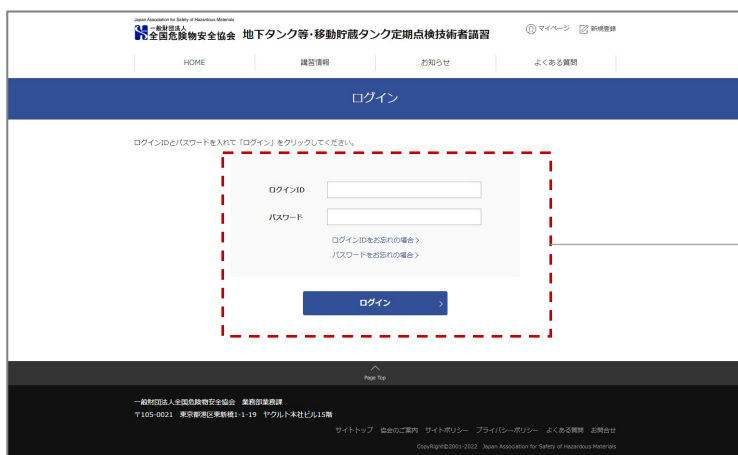 Japan Association for Safety of Hazardous Materials
一般財団法人
全国危険物安全協会 地下タンク等・移動貯蔵タンク定期点検技術者講習
マイページ 新規登録
HOME 講習情報 お知らせ よくある質問
ログイン
ログインIDとパスワードを入れて「ログイン」をクリックしてください。
ログインID
パスワード
ログインIDをお忘れの場合 >
パスワードをお忘れの場合 >
ログイン >
Page Top
一般財団法人全国危険物安全協会 業務部業務課
〒105-0021 東京都港区東新橋1-1-19 ヤクルト本社ビル15階
サイトトップ 協会のご案内 サイトポリシー プライバシーポリシー よくある質問 お問合せ
CopyRight©2001-2022 Japan Association for Safety of Hazardous Materials